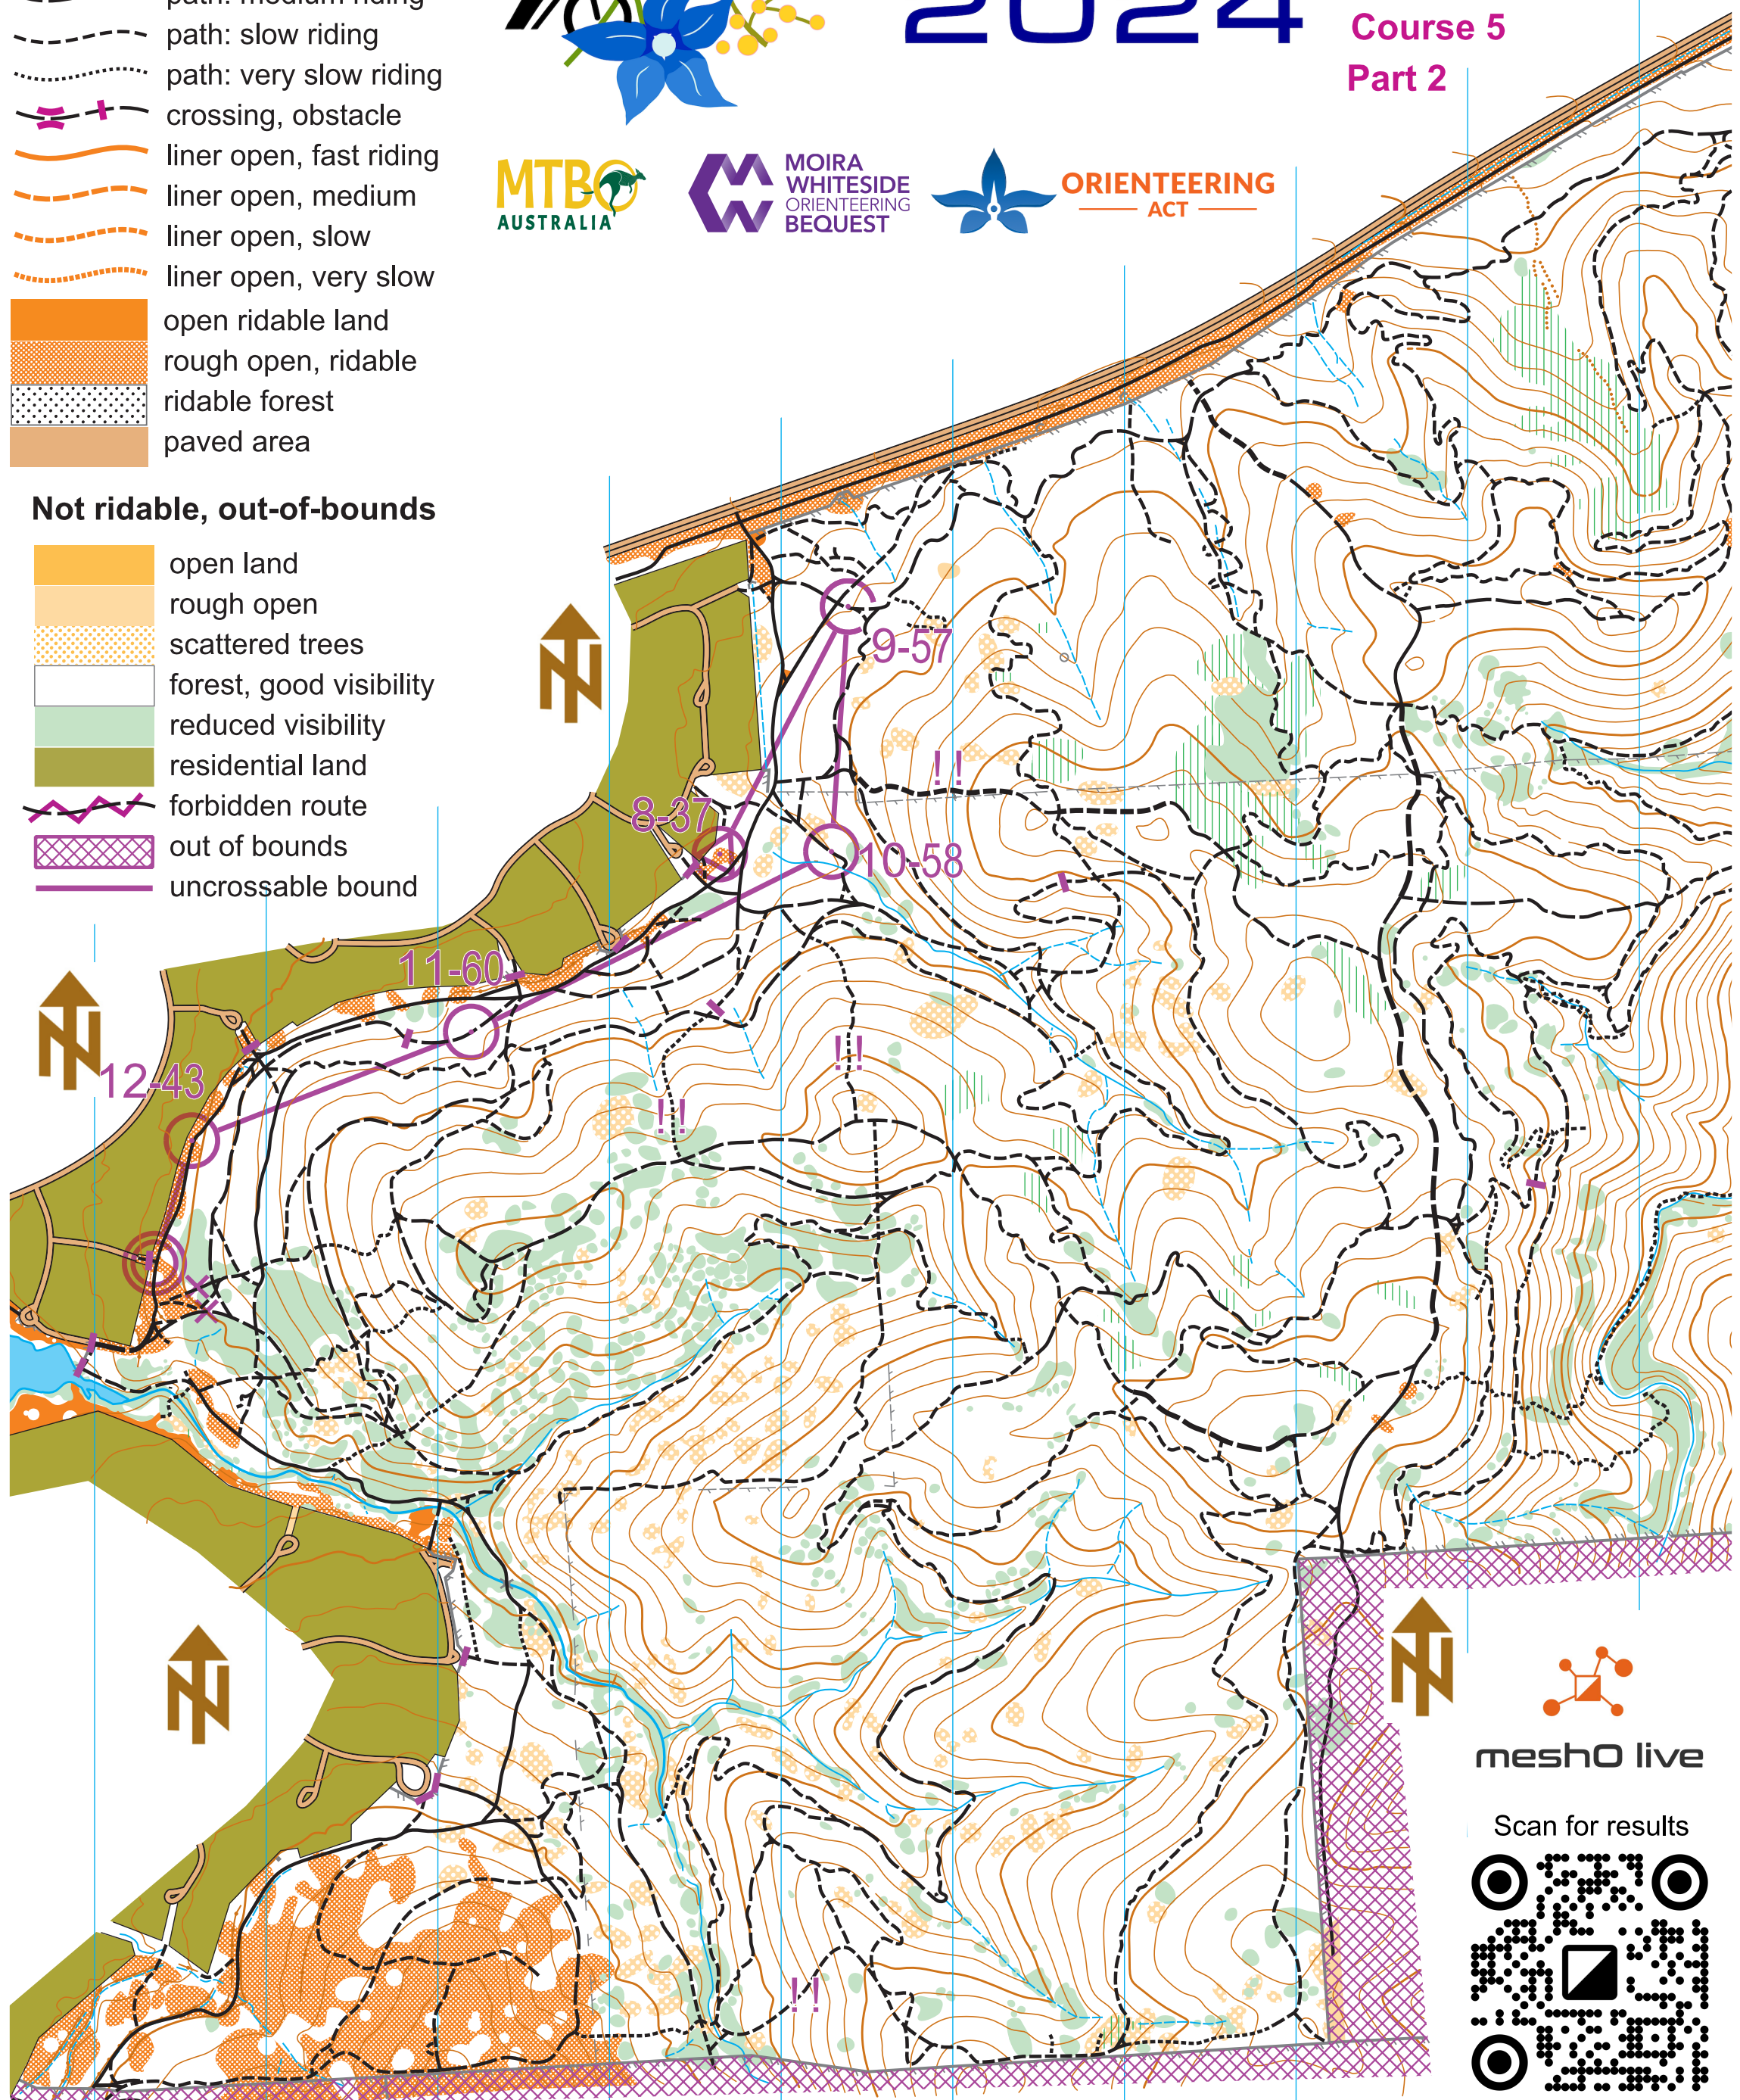 path: medium riding
path: slow riding
path: very slow riding
crossing, obstacle
liner open, fast riding
liner open, medium
liner open, slow
liner open, very slow
open ridable land
rough open, ridable
ridable forest
paved area
Not ridable, out-of-bounds
open land
rough open
scattered trees
forest, good visibility
reduced visibility
residential land
forbidden route
out of bounds
uncrossable bound
2024
Course 5
Part 2
MTBO
AUSTRALIA
MOIRA
WHITESIDE
ORIENTEERING
BEQUEST
ORIENTEERING
ACT
N
9-57
!!
8-37
10-58
11-60
N
!!
12-43
!!
N
N
meshO live
Scan for results
!!